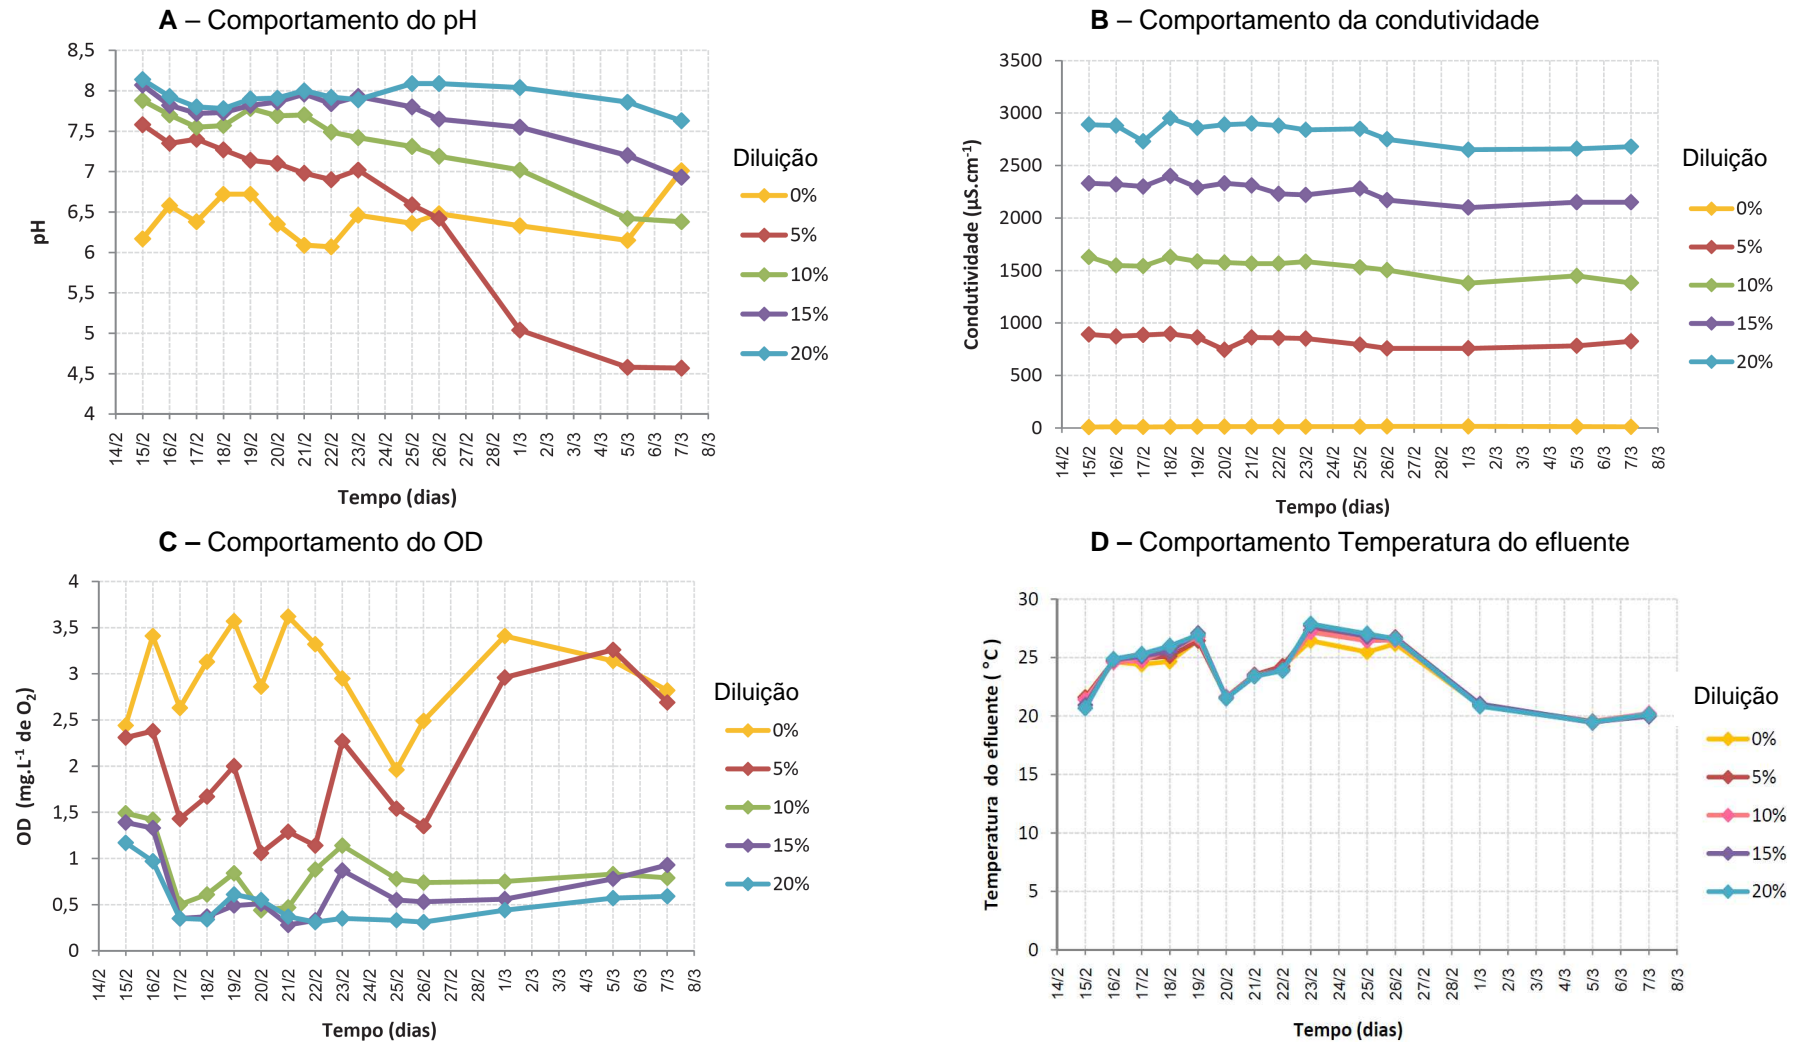 A – Comportamento do pH
8,5
8
7,5
7
6,5
6
5,5
5
4,5
4
pH
14/2 15/2 16/2 17/2 18/2 19/2 20/2 21/2 22/2 23/2 24/2 25/2 26/2 27/2 28/2 1/3 2/3 3/3 4/3 5/3 6/3 7/3 8/3
Tempo (dias)
Diluição
0%
5%
10%
15%
20%
B – Comportamento da condutividade
3500
3000
2500
2000
1500
1000
500
0
Condutividade (µS.cm⁻¹)
14/2 15/2 16/2 17/2 18/2 19/2 20/2 21/2 22/2 23/2 24/2 25/2 26/2 27/2 28/2 1/3 2/3 3/3 4/3 5/3 6/3 7/3 8/3
Tempo (dias)
Diluição
0%
5%
10%
15%
20%
C – Comportamento do OD
4
3,5
3
2,5
2
1,5
1
0,5
0
OD (mg.L⁻¹ de O₂)
14/2 15/2 16/2 17/2 18/2 19/2 20/2 21/2 22/2 23/2 24/2 25/2 26/2 27/2 28/2 1/3 2/3 3/3 4/3 5/3 6/3 7/3 8/3
Tempo (dias)
Diluição
0%
5%
10%
15%
20%
D – Comportamento Temperatura do efluente
30
25
20
15
10
5
0
Temperatura do efluente ( °C )
14/2 15/2 16/2 17/2 18/2 19/2 20/2 21/2 22/2 23/2 24/2 25/2 26/2 27/2 28/2 1/3 2/3 3/3 4/3 5/3 6/3 7/3 8/3
Tempo (dias)
Diluição
0%
5%
10%
15%
20%